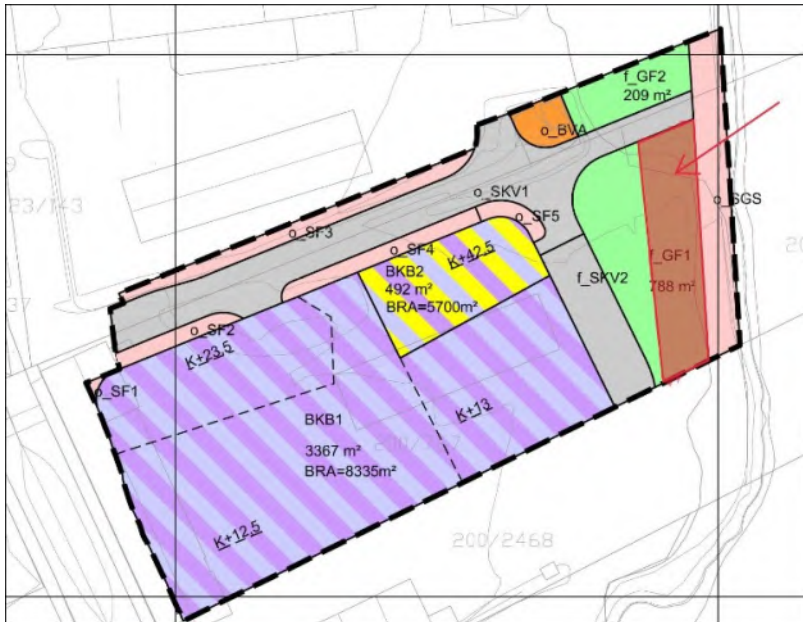 f_GF2
209 m²
o_BVA
o_SKV1
o_SGS
23/143
o_SF5
o_SF3
o_SF4
K+42,5
BKB2
492 m²
BRA=5700m²
f_GF1
788 m²
f_SKV2
37
o_SF2
K+23,5
o_SF1
K+13
BKB1
3367 m²
BRA=8335m²
K+12,5
200/2468